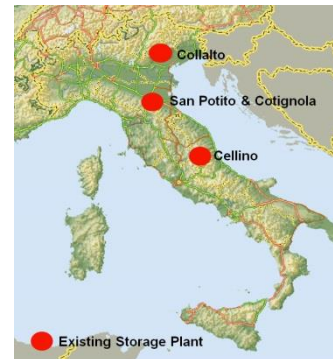 Collalto
San Potito & Cotignola
Cellino
Existing Storage Plant